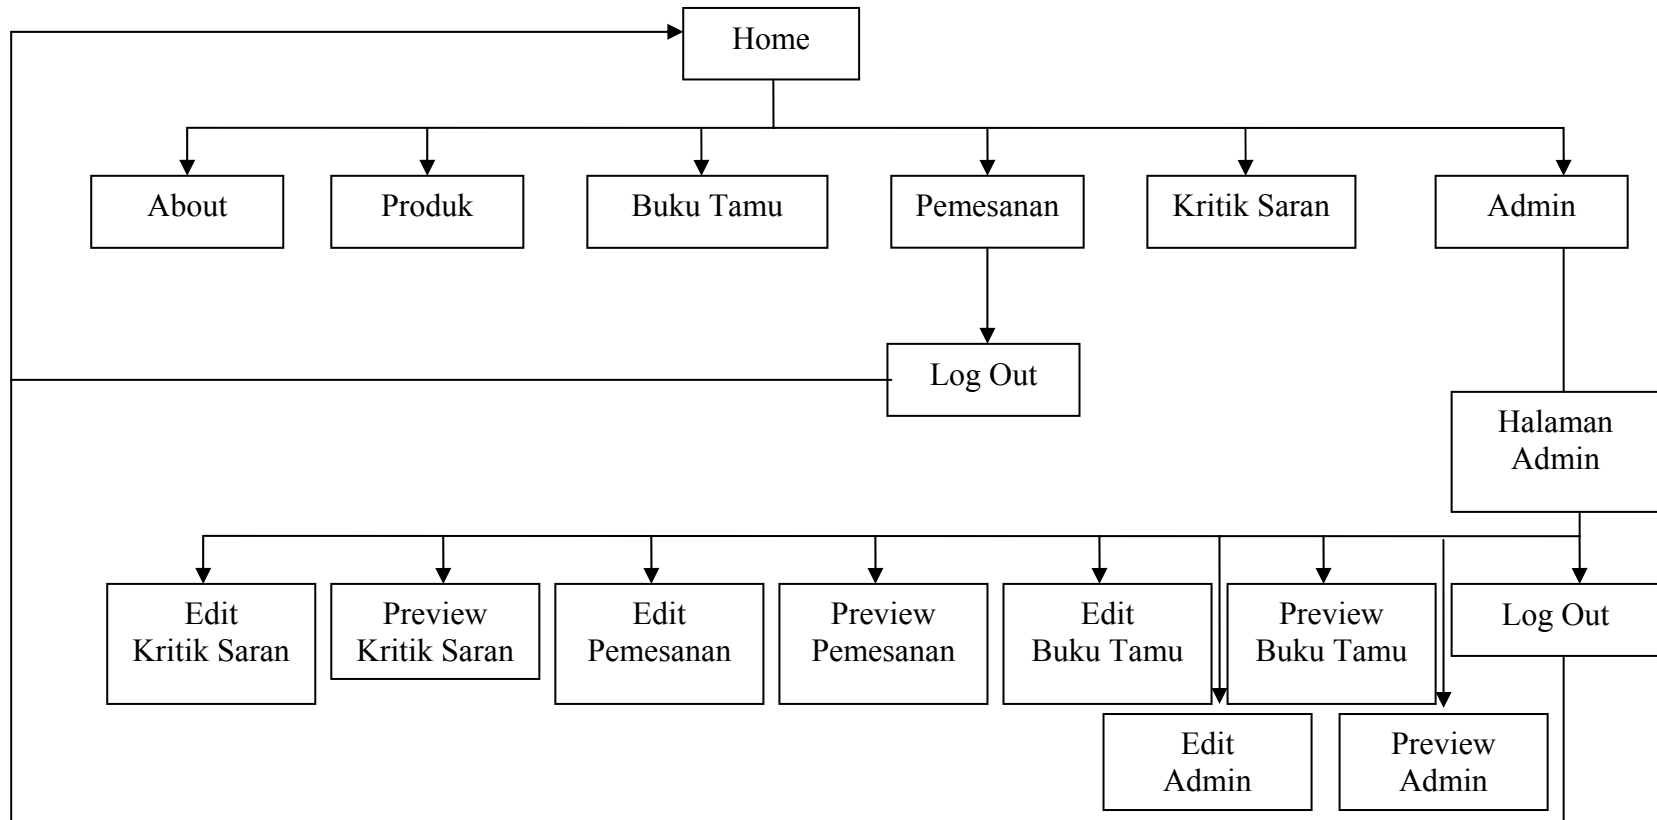 Home
About
Produk
Buku Tamu
Pemesanan
Kritik Saran
Admin
Log Out
Halaman
Admin
Edit
Kritik Saran
Preview
Kritik Saran
Edit
Pemesanan
Preview
Pemesanan
Edit
Buku Tamu
Preview
Buku Tamu
Log Out
Edit
Admin
Preview
Admin